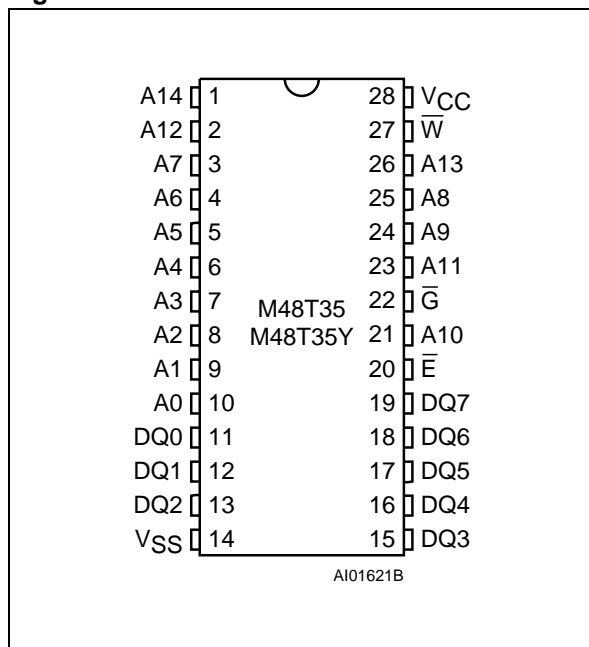 A14 1 28 VCC
A12 2 27 W̅
A7 3 26 A13
A6 4 25 A8
A5 5 24 A9
A4 6 23 A11
A3 7 22 G̅
A2 8 21 A10
A1 9 20 E̅
A0 10 19 DQ7
DQ0 11 18 DQ6
DQ1 12 17 DQ5
DQ2 13 16 DQ4
VSS 14 15 DQ3
M48T35
M48T35Y
AI01621B